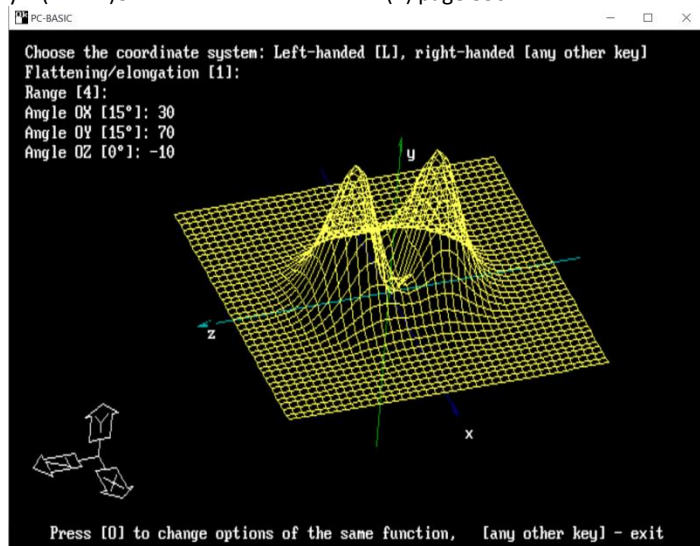 PC-BASIC
Choose the coordinate system: Left-handed [L], right-handed [any other key]
Flattening/elongation [1]:
Range [4]:
Angle OX [15°]: 30
Angle OY [15°]: 70
Angle OZ [0°]: -10
y
z
x
Y
X
Press [O] to change options of the same function, [any other key] - exit